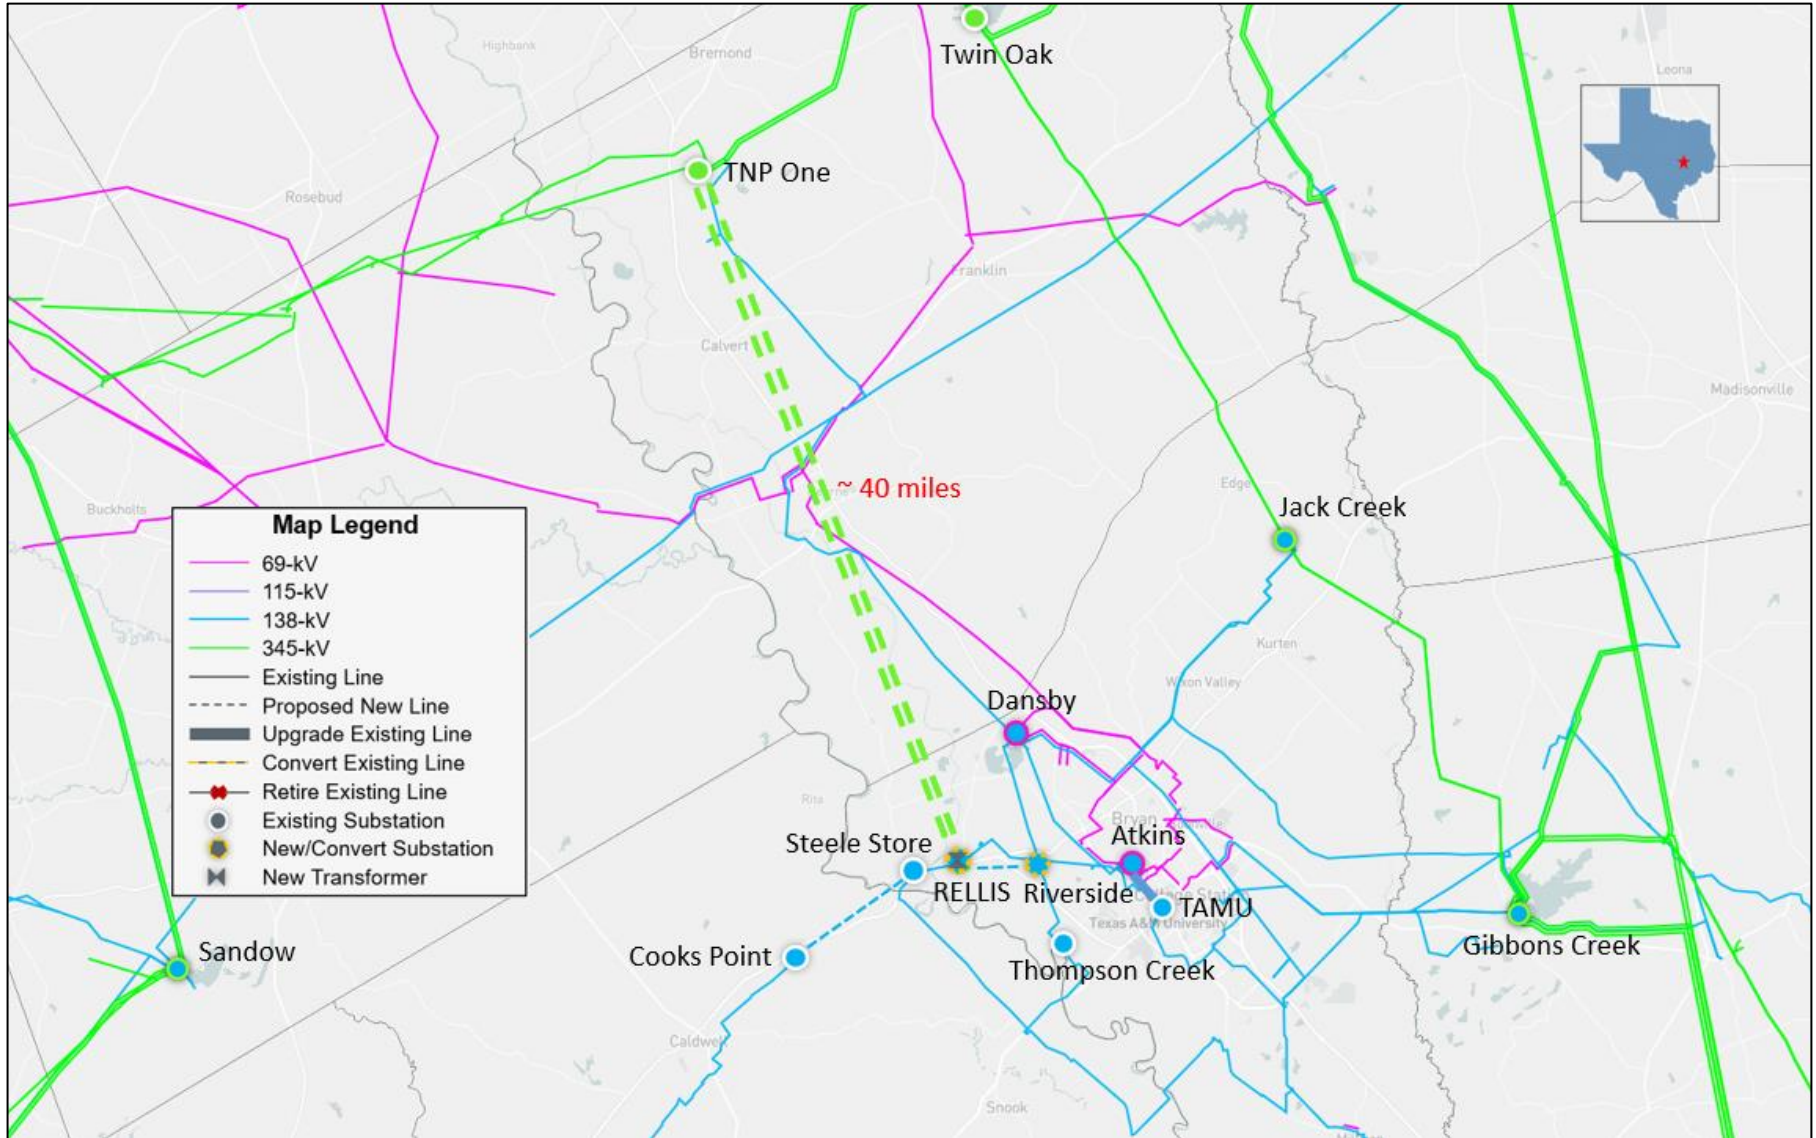 Highbank
Bremond
Twin Oak
Leona
TNP One
Rosebud
Franklin
Calvert
Madisonville
~ 40 miles
Edge
Jack Creek
Buckholts
Map Legend
69-kV
115-kV
138-kV
345-kV
Existing Line
Proposed New Line
Upgrade Existing Line
Convert Existing Line
Retire Existing Line
Existing Substation
New/Convert Substation
New Transformer
Kurten
Wixon Valley
Dansby
Rita
Bryan
Steele Store
Atkins
RELLIS
Riverside
TAMU
Texas A&M University
Sandow
Cooks Point
Thompson Creek
Gibbons Creek
Caldwell
Snook